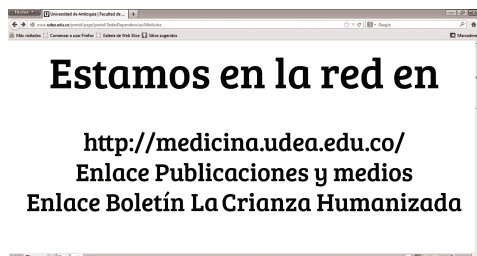 Firefox
Universidad de Antioquia | Facultad de ...
www.udea.edu.co/portal/page/portal/SedesDependencias/Medicina
Google
Más visitados Comenzar a usar Firefox Galería de Web Slice Sitios sugeridos
Marcadores
Estamos en la red en
http://medicina.udea.edu.co/
Enlace Publicaciones y medios
Enlace Boletín La Crianza Humanizada